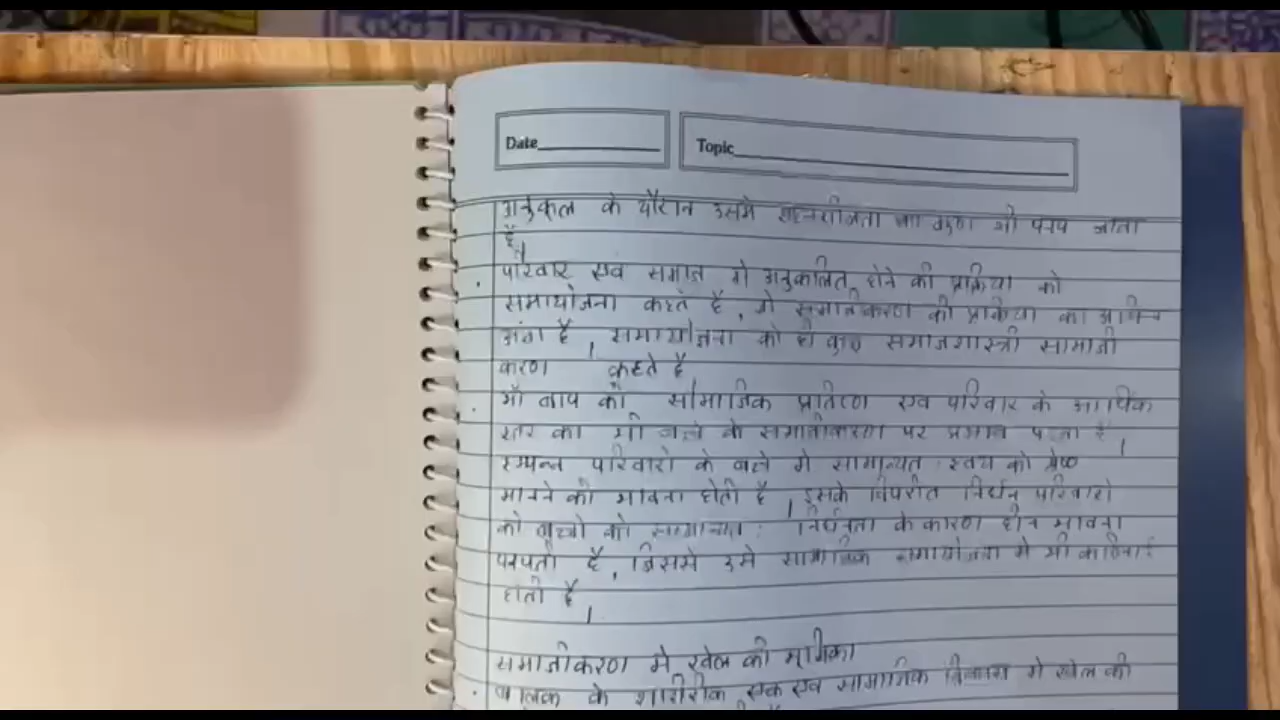 Date
Topic
अनुकूल के दौरान उसमे सहनशीलता का गुण भी पनप जाता
है
. परिवार एवं समाज मे अनुकूलित होने की प्रक्रिया को
समायोजना कहते है, ये समाजीकरण की प्रक्रिया का अभिन्न
अंग है, समायोजना को ही कुछ समाजशास्त्री सामाजी
करण कहते है
. माँ बाप की सामाजिक एवं परिवार के आर्थिक
स्तर का भी बच्चे के समाजीकरण पर प्रभाव पड़ता है।
सम्पन्न परिवारो के बच्चे मे सामान्यत: स्वयं को श्रेष्ठ
मानने की भावना होती है। इसके विपरीत निर्धन परिवारो
के बच्चो को सामान्यत: निर्धनता के कारण हीन भावना
पनपती है, जिससे उसे सामाजिक समायोजना मे भी कठिनाई
होती है।
समाजीकरण मे खेल की भूमिका
. बालक के शारीरिक एवं सामाजिक विकास मे खेल की